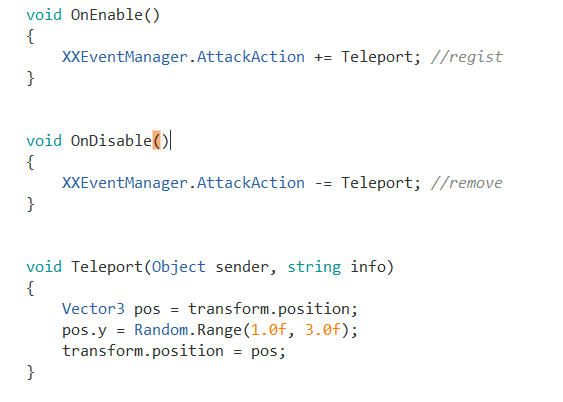 void OnEnable()
{
    XXEventManager.AttackAction += Teleport; //regist
}
void OnDisable()
{
    XXEventManager.AttackAction -= Teleport; //remove
}
void Teleport(Object sender, string info)
{
    Vector3 pos = transform.position;
    pos.y = Random.Range(1.0f, 3.0f);
    transform.position = pos;
}